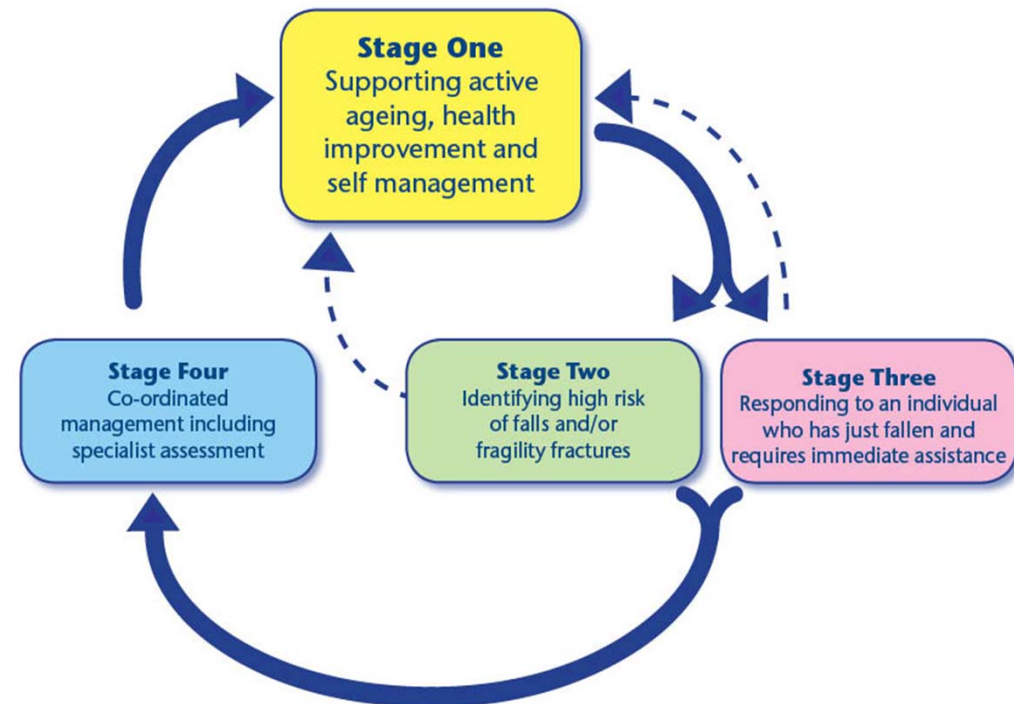 Stage One
Supporting active
ageing, health
improvement and
self management
Stage Four
Co-ordinated
management including
specialist assessment
Stage Two
Identifying high risk
of falls and/or
fragility fractures
Stage Three
Responding to an individual
who has just fallen and
requires immediate assistance